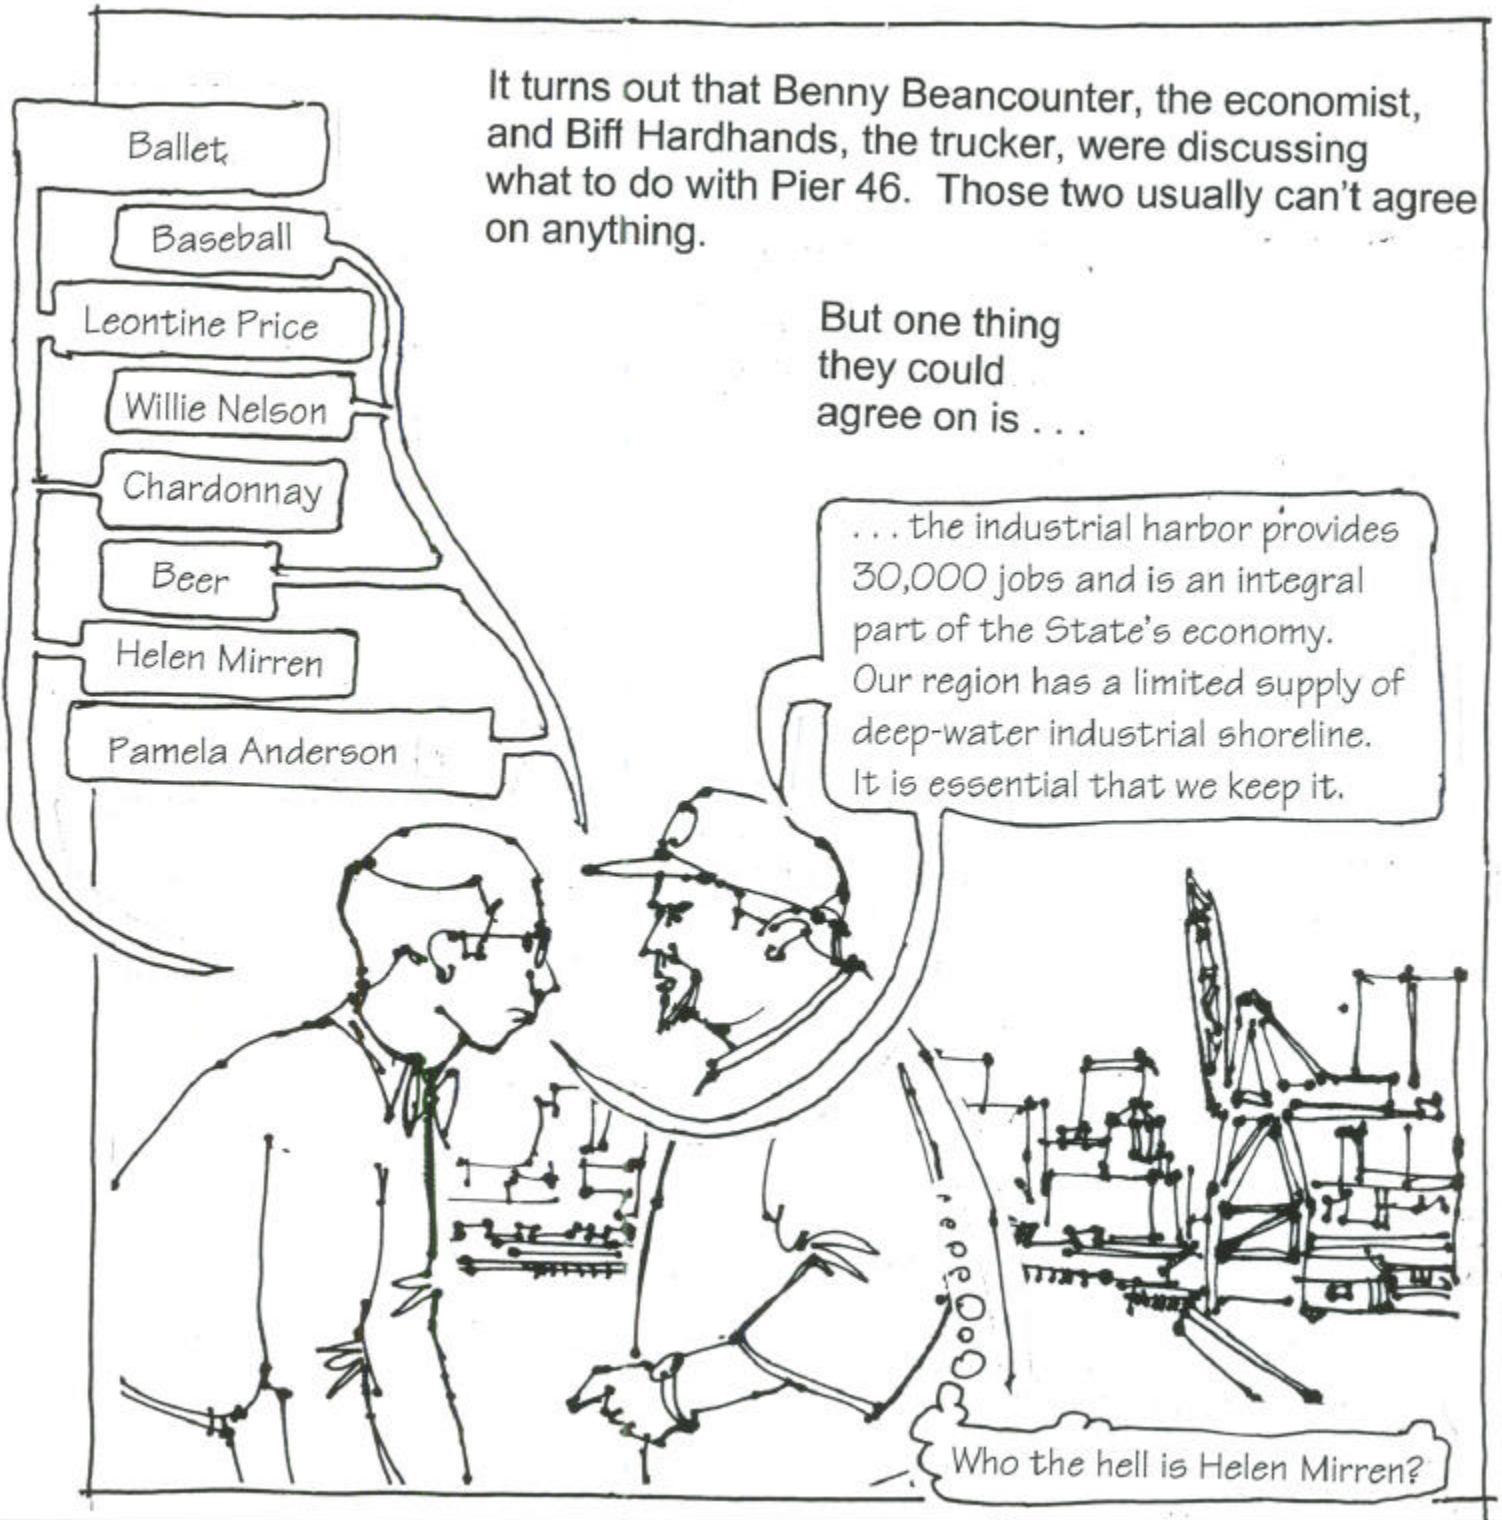 It turns out that Benny Beancounter, the economist,
and Biff Hardhands, the trucker, were discussing
what to do with Pier 46. Those two usually can't agree
on anything.
But one thing
they could
agree on is . . .
Ballet
Baseball
Leontine Price
Willie Nelson
Chardonnay
Beer
Helen Mirren
Pamela Anderson
. . . the industrial harbor provides
30,000 jobs and is an integral
part of the State's economy.
Our region has a limited supply of
deep-water industrial shoreline.
It is essential that we keep it.
Who the hell is Helen Mirren?